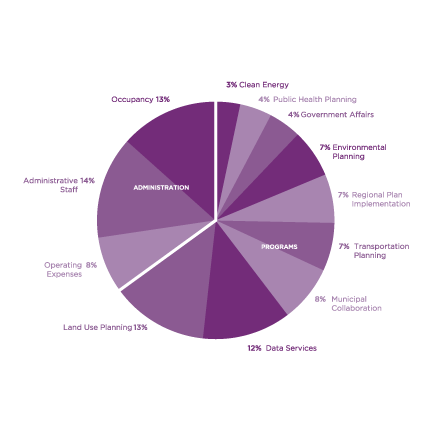 3% Clean Energy
4% Public Health Planning
4% Government Affairs
7% Environmental
Planning
7% Regional Plan
Implementation
7% Transportation
Planning
8% Municipal
Collaboration
12% Data Services
Land Use Planning 13%
Operating 8%
Expenses
Administrative 14%
Staff
Occupancy 13%
ADMINISTRATION
PROGRAMS